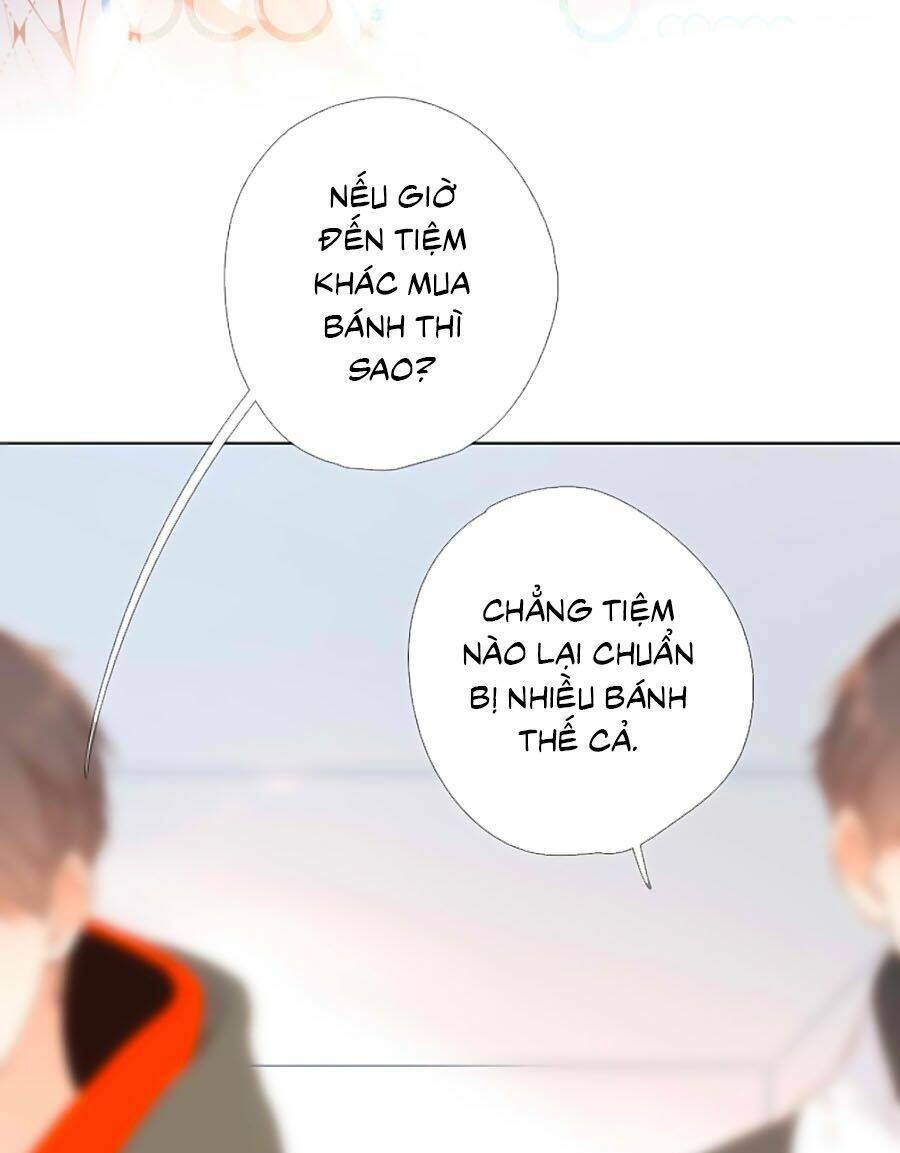 NẾU GIỜ
ĐẾN TIỆM
KHÁC MUA
BÁNH THÌ
SAO?
CHẲNG TIỆM
NÀO LẠI CHUẨN
BỊ NHIỀU BÁNH
THẾ CẢ.